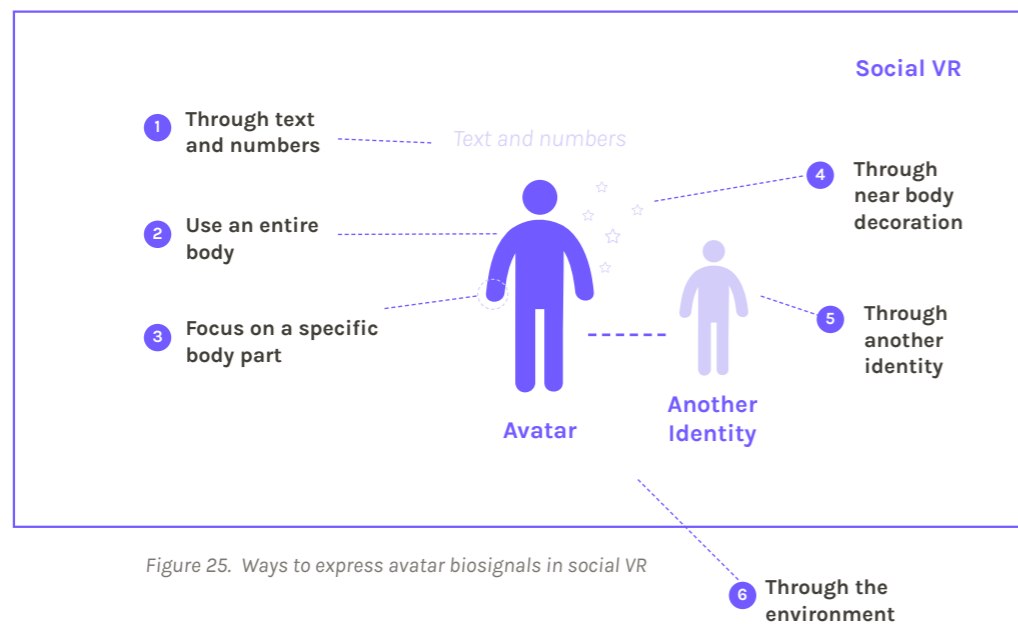 Social VR
1
Through text
and numbers
Text and numbers
4
Through
near body
decoration
2
Use an entire
body
3
Focus on a specific
body part
5
Through
another
identity
Avatar
Another
Identity
Figure 25. Ways to express avatar biosignals in social VR
6
Through the
environment